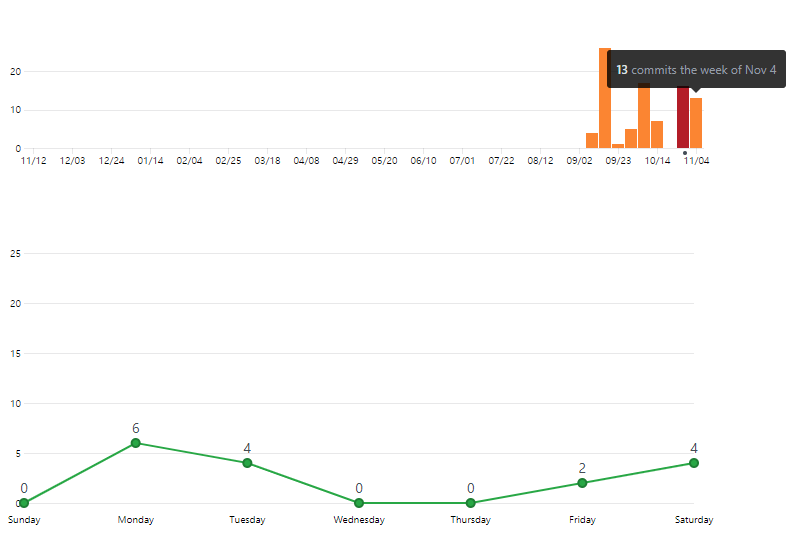 13 commits the week of Nov 4
20
10
0
11/12 12/03 12/24 01/14 02/04 02/25 03/18 04/08 04/29 05/20 06/10 07/01 07/22 08/12 09/02 09/23 10/14 11/04
25
20
15
10
5
0
0 6 4 0 0 2 4
Sunday Monday Tuesday Wednesday Thursday Friday Saturday